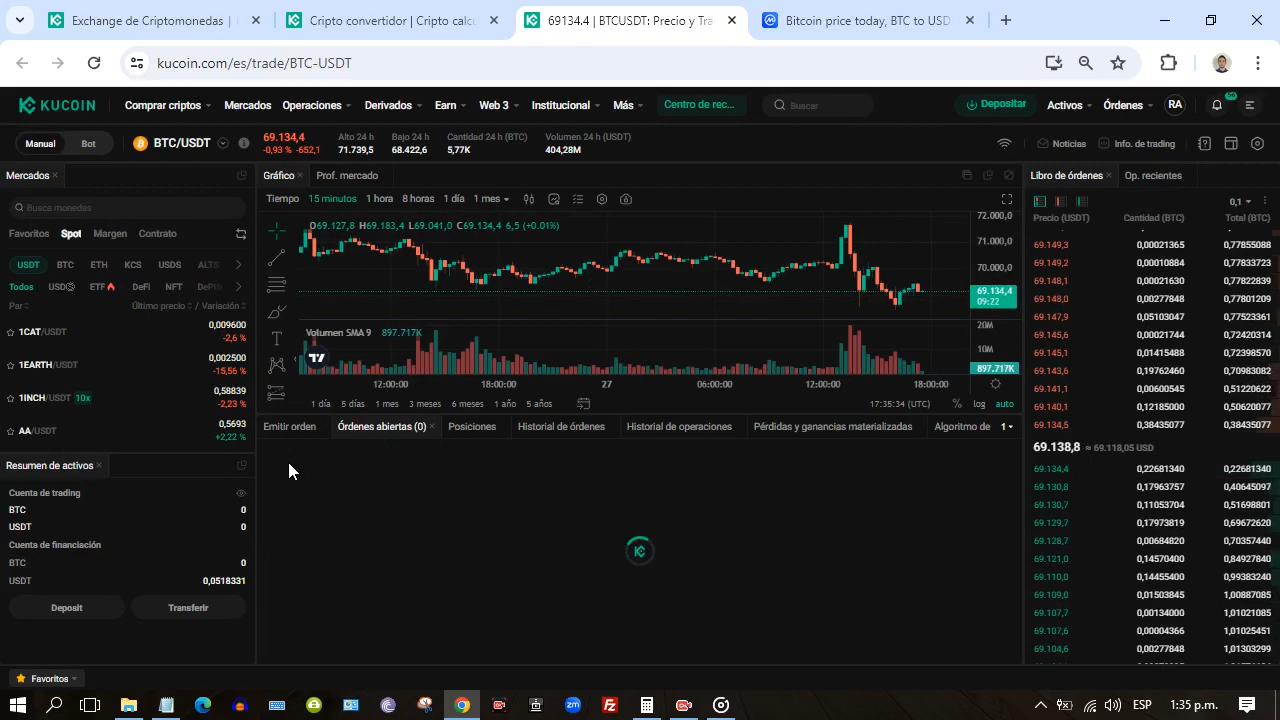 Exchange de Criptomonedas |
Cripto convertidor | Cripto calcu
69134.4 | BTCUSDT: Precio y Tra
Bitcoin price today, BTC to USD
kucoin.com/es/trade/BTC-USDT
KUCOIN
Comprar criptos
Mercados
Operaciones
Derivados
Earn
Web 3
Institucional
Más
Centro de rec...
Buscar
Depositar
Activos
Órdenes
RA
Manual
Bot
BTC/USDT
69.134,4
-0,93 % -652,1
Alto 24 h
71.739,5
Bajo 24 h
68.422,6
Cantidad 24 h (BTC)
5,77K
Volumen 24 h (USDT)
404,28M
Noticias
Info. de trading
Mercados
Busca monedas
Favoritos Spot Margen Contrato
USDT BTC ETH KCS USDS ALTS
Todos USDⓈ ETF DeFi NFT DePI
Par Último precio / Variación
1CAT/USDT 0,009600
-2,6 %
1EARTH/USDT 0,002500
-15,56 %
1INCH/USDT 10x 0,58839
-2,23 %
AA/USDT 0,5693
+2,22 %
Resumen de activos
Cuenta de trading
BTC 0
USDT 0
Cuenta de financiación
BTC 0
USDT 0,0518331
Deposit Transferir
Favoritos
Gráfico Prof. mercado
Tiempo 15 minutos 1 hora 8 horas 1 día 1 mes
O69.127,8 H69.183,4 L69.041,0 C69.134,4 6,5 (+0.01%)
72.000,0
71.000,0
70.000,0
69.134,4
09:22
Volumen SMA 9 897.717K
20M
10M
897.717K
12:00:00 18:00:00 27 06:00:00 12:00:00 18:00:00
1 día 5 días 1 mes 3 meses 6 meses 1 año 5 años
17:35:34 (UTC) % log auto
Emitir orden Órdenes abiertas (0) Posiciones Historial de órdenes Historial de operaciones Pérdidas y ganancias materializadas Algoritmo de 1
Libro de órdenes Op. recientes
0,1
Precio (USDT) Cantidad (BTC) Total (BTC)
69.149,3 0,00021365 0,77855088
69.149,2 0,00010884 0,77833723
69.148,1 0,00021630 0,77822839
69.148,0 0,00277848 0,77801209
69.147,9 0,05103047 0,77523361
69.145,6 0,00021744 0,72420314
69.145,1 0,01415488 0,72398570
69.143,6 0,19762460 0,70983082
69.141,1 0,00600545 0,51220622
69.140,1 0,12185000 0,50620077
69.134,5 0,38435077 0,38435077
69.138,8 ≈ 69.118,05 USD
69.134,4 0,22681340 0,22681340
69.130,8 0,17963757 0,40645097
69.130,7 0,11053704 0,51698801
69.129,7 0,17973819 0,69672620
69.128,7 0,00684820 0,70357440
69.121,0 0,14570400 0,84927840
69.110,0 0,14455400 0,99383240
69.109,0 0,01503845 1,00887085
69.107,7 0,00134000 1,01021085
69.107,6 0,00004366 1,01025451
69.104,6 0,00277848 1,01303299
ESP 1:35 p.m.